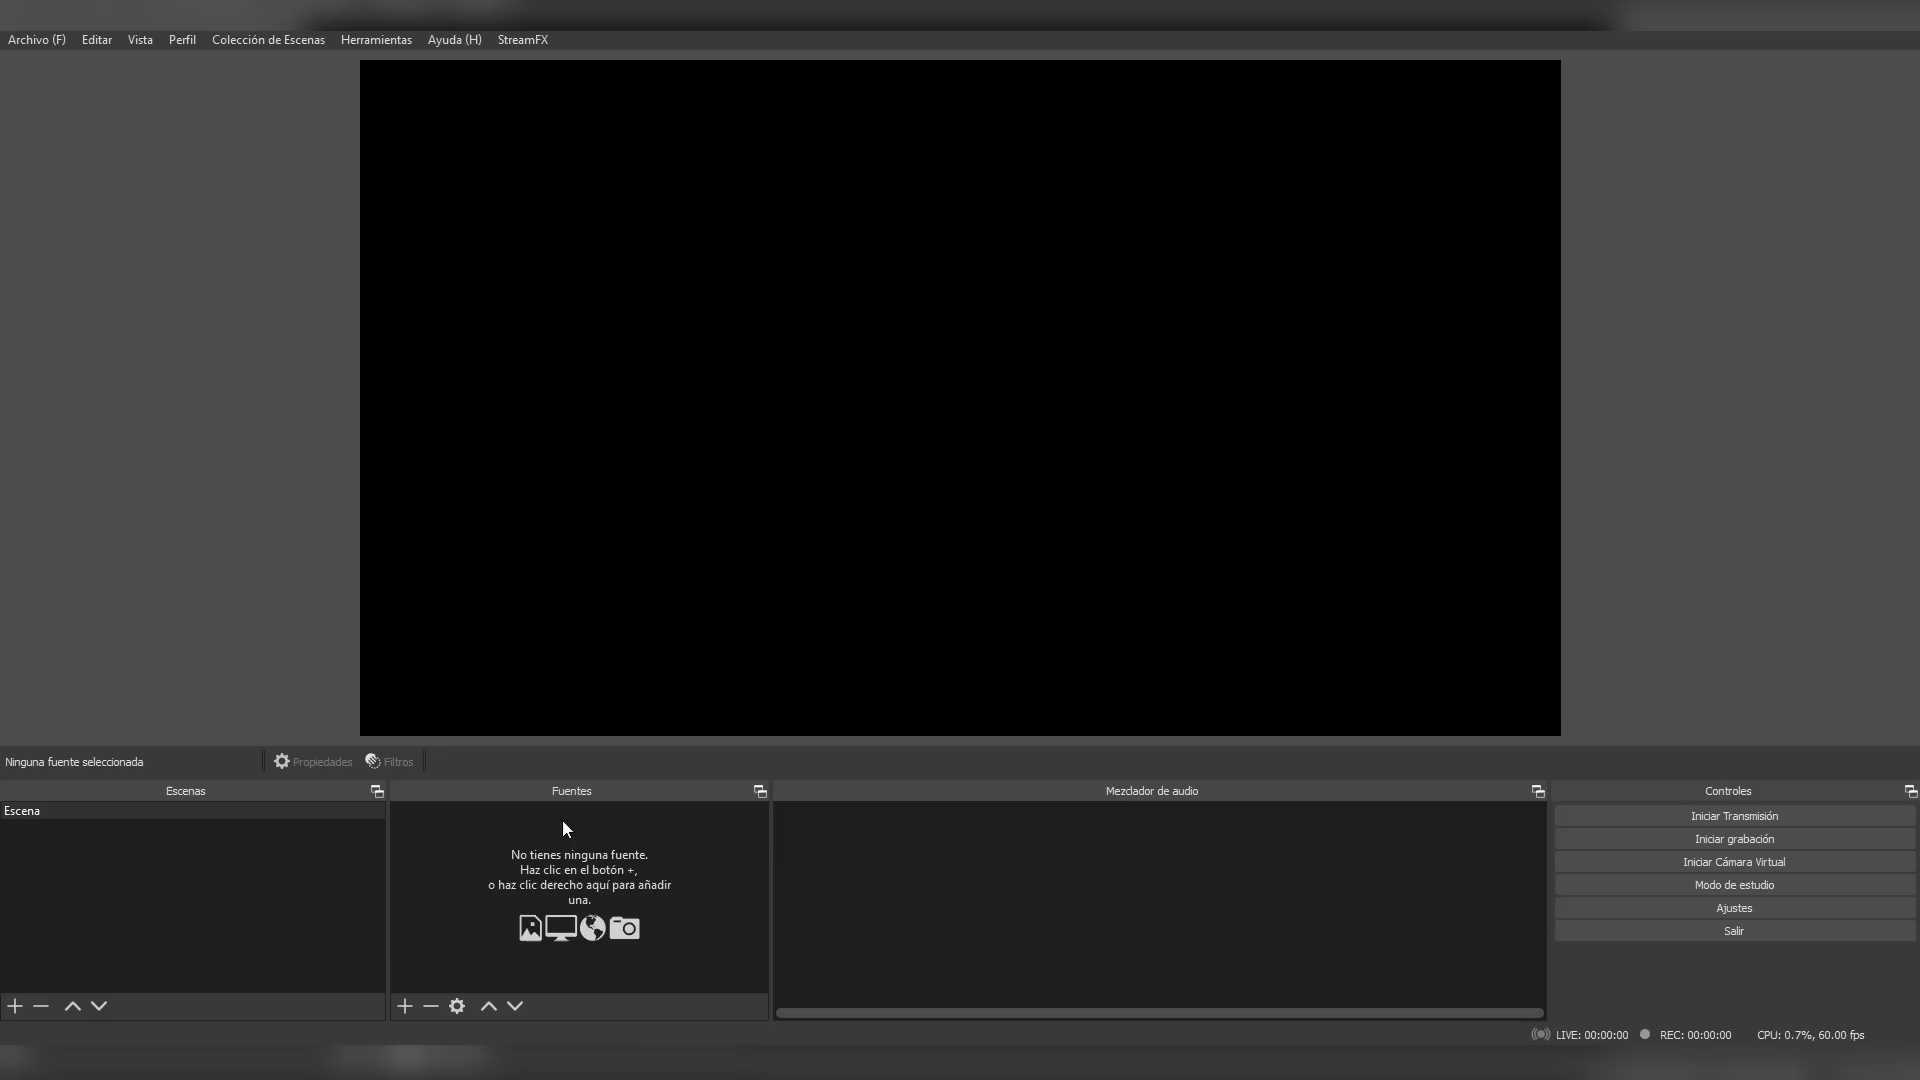 Archivo (F) Editar Vista Perfil Colección de Escenas Herramientas Ayuda (H) StreamFX
Ninguna fuente seleccionada Propiedades Filtros
Escenas Fuentes Mezclador de audio Controles
Escena
No tienes ninguna fuente.
Haz clic en el botón +,
o haz clic derecho aquí para añadir
una.
Iniciar Transmisión
Iniciar grabación
Iniciar Cámara Virtual
Modo de estudio
Ajustes
Salir
LIVE: 00:00:00 REC: 00:00:00 CPU: 0.7%, 60.00 fps